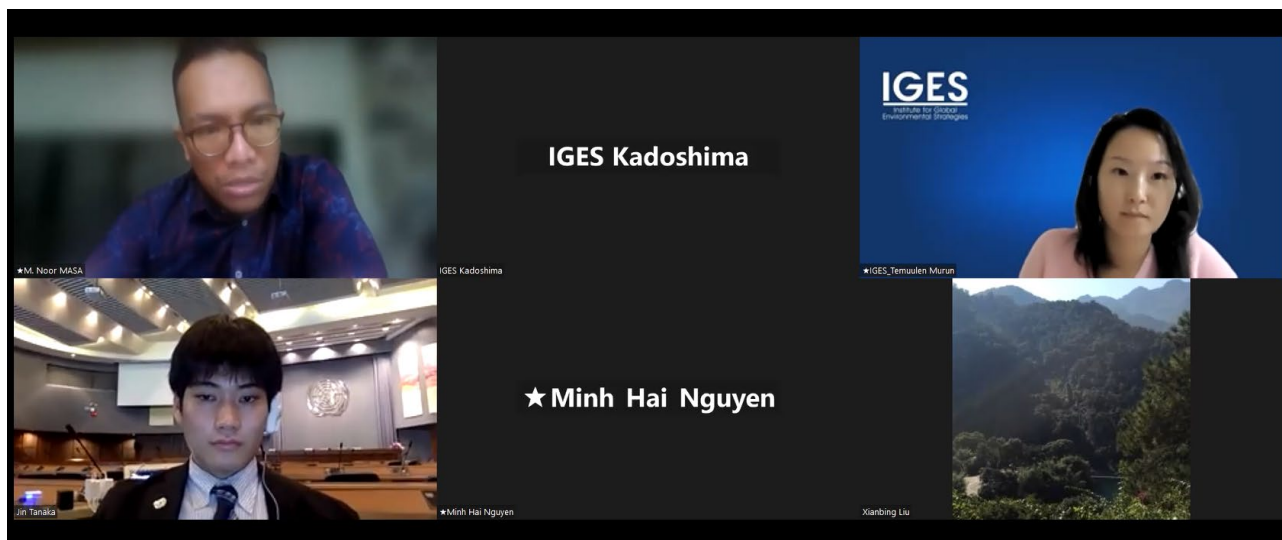 ★M. Noor MASA
IGES Kadoshima
IGES Kadoshima
IGES
Institute for Global
Environmental Strategies
★IGES_Temuulen Murun
Jin Tanaka
★Minh Hai Nguyen
★Minh Hai Nguyen
Xianbing Liu